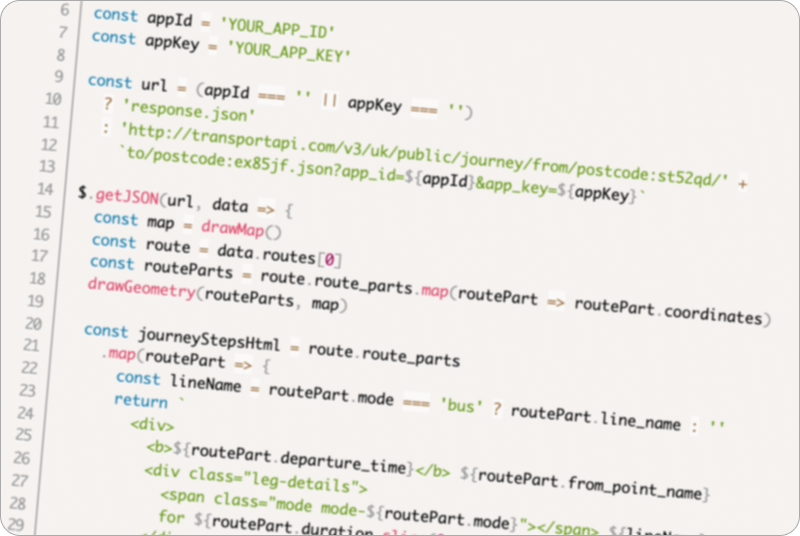 6 const appId = 'YOUR_APP_ID'
7 const appKey = 'YOUR_APP_KEY'
8
9 const url = (appId === '' || appKey === '')
10 ? 'response.json'
11 : 'http://transportapi.com/v3/uk/public/journey/from/postcode:st52qd/' +
12 `to/postcode:ex85jf.json?app_id=${appId}&app_key=${appKey}`
13
14 $.getJSON(url, data => {
15 const map = drawMap()
16 const route = data.routes[0]
17 const routeParts = route.route_parts.map(routePart => routePart.coordinates)
18 drawGeometry(routeParts, map)
19
20 const journeyStepsHtml = route.route_parts
21 .map(routePart => {
22 const lineName = routePart.mode === 'bus' ? routePart.line_name : ''
23 return `
24 <div>
25 <b>${routePart.departure_time}</b> ${routePart.from_point_name}
26 <div class="leg-details">
27 <span class="mode mode-${routePart.mode}"></span>
28 for ${routePart.duration
29